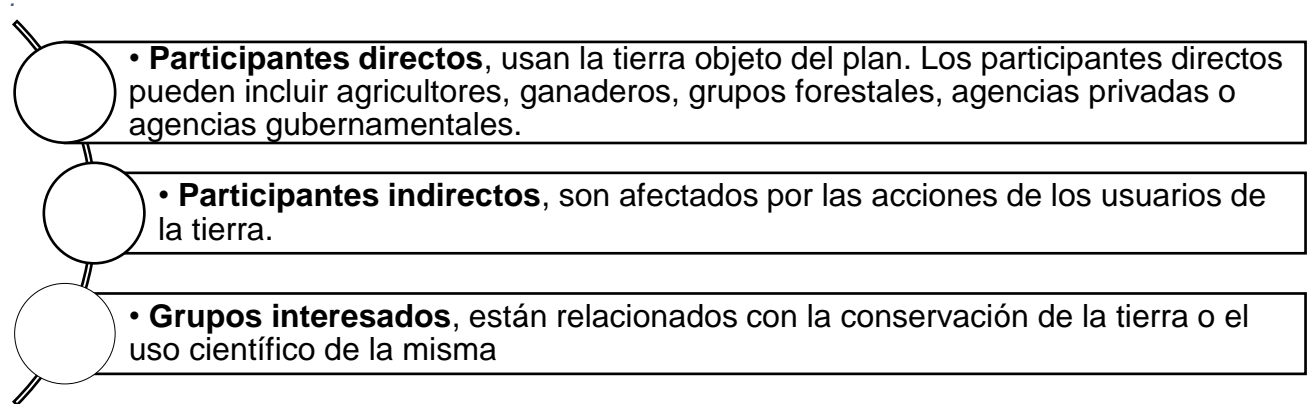 • Participantes directos, usan la tierra objeto del plan. Los participantes directos
pueden incluir agricultores, ganaderos, grupos forestales, agencias privadas o
agencias gubernamentales.
• Participantes indirectos, son afectados por las acciones de los usuarios de
la tierra.
• Grupos interesados, están relacionados con la conservación de la tierra o el
uso científico de la misma